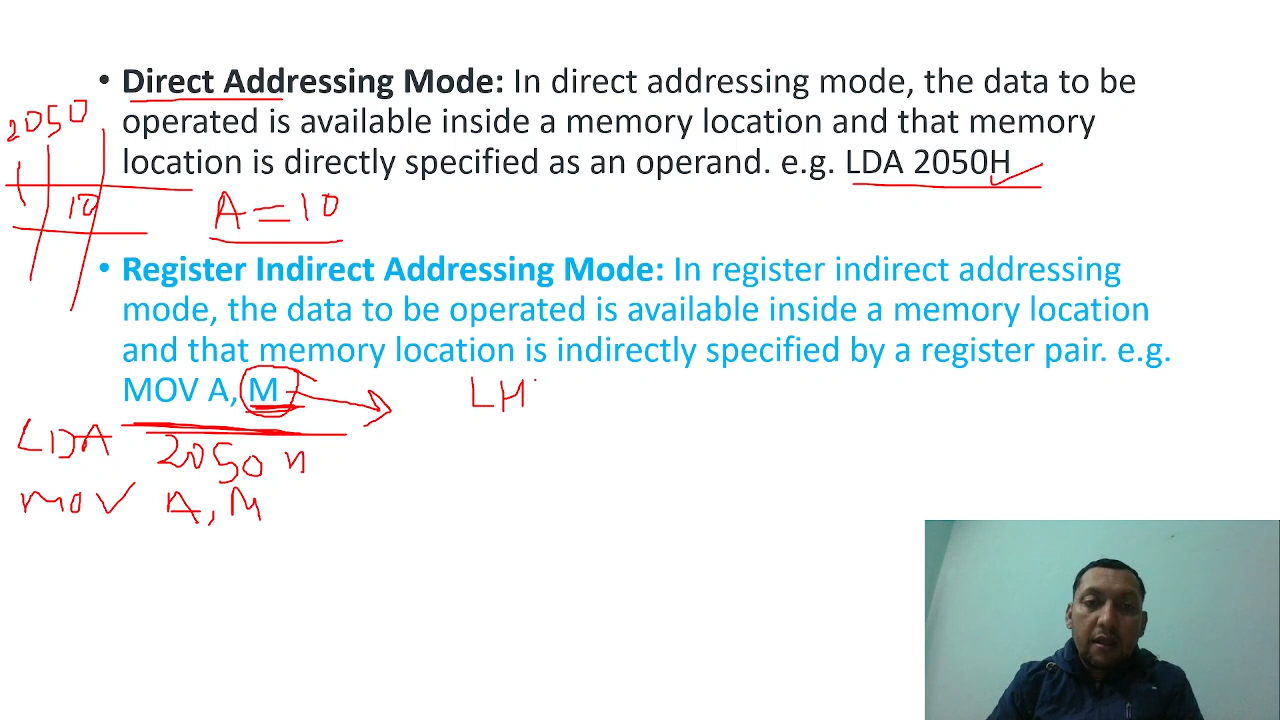 • Direct Addressing Mode: In direct addressing mode, the data to be
operated is available inside a memory location and that memory
location is directly specified as an operand. e.g. LDA 2050H
2050
10
A = 10
• Register Indirect Addressing Mode: In register indirect addressing
mode, the data to be operated is available inside a memory location
and that memory location is indirectly specified by a register pair. e.g.
MOV A, M
LH
LDA 2050 H
MOV A, M